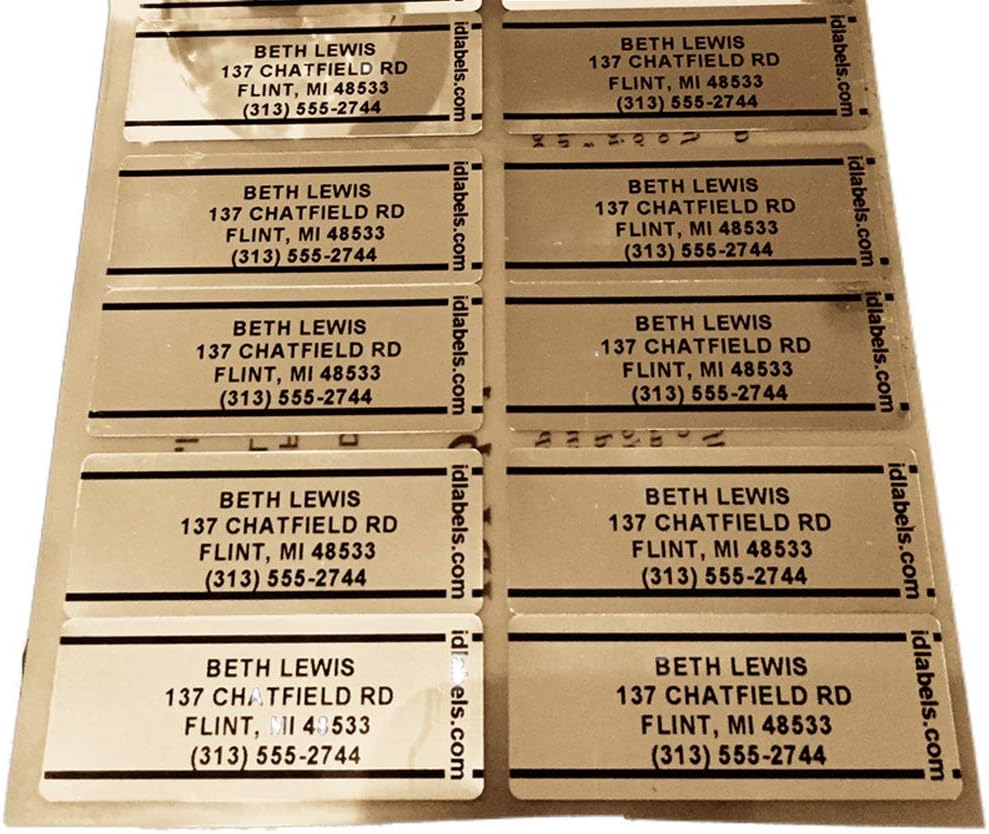 BETH LEWIS
137 CHATFIELD RD
FLINT, MI 48533
(313) 555-2744
idlabels.com
BETH LEWIS
137 CHATFIELD RD
FLINT, MI 48533
(313) 555-2744
idlabels.com
BETH LEWIS
137 CHATFIELD RD
FLINT, MI 48533
(313) 555-2744
idlabels.com
BETH LEWIS
137 CHATFIELD RD
FLINT, MI 48533
(313) 555-2744
idlabels.com
BETH LEWIS
137 CHATFIELD RD
FLINT, MI 48533
(313) 555-2744
idlabels.com
BETH LEWIS
137 CHATFIELD RD
FLINT, MI 48533
(313) 555-2744
idlabels.com
BETH LEWIS
137 CHATFIELD RD
FLINT, MI 48533
(313) 555-2744
idlabels.com
BETH LEWIS
137 CHATFIELD RD
FLINT, MI 48533
(313) 555-2744
idlabels.com
BETH LEWIS
137 CHATFIELD RD
FLINT, MI 48533
(313) 555-2744
idlabels.com
BETH LEWIS
137 CHATFIELD RD
FLINT, MI 48533
(313) 555-2744
idlabels.com